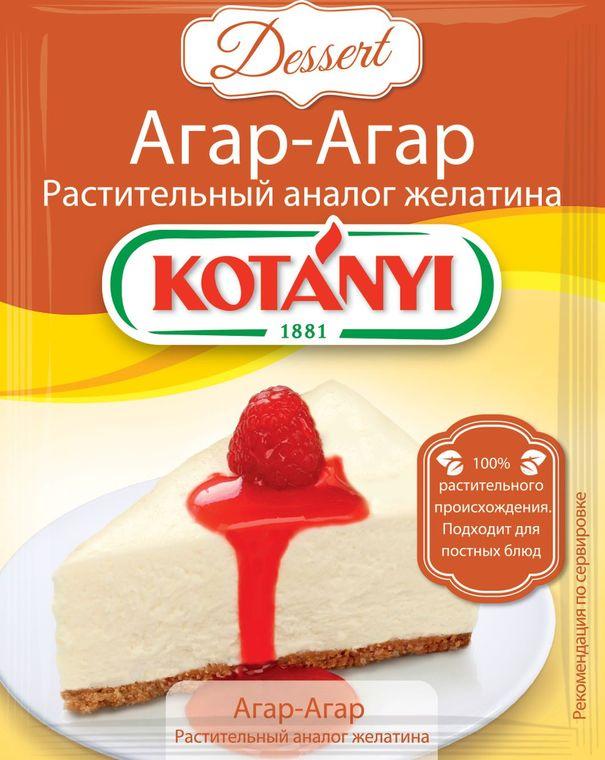 Dessert
Агар-Агар
Растительный аналог желатина
KOTÁNYI
1881
100%
растительного
происхождения.
Подходит для
постных блюд
Рекомендация по сервировке
Агар-Агар
Растительный аналог желатина